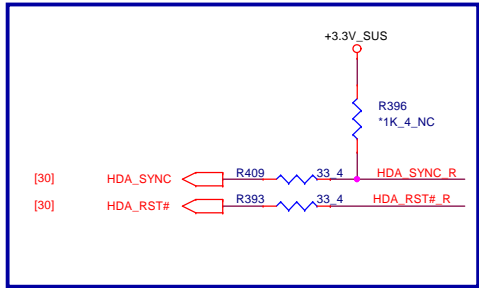 +3.3V_SUS
R396
*1K_4_NC
[30] HDA_SYNC R409 33_4 HDA_SYNC_R
[30] HDA_RST# R393 33_4 HDA_RST#_R